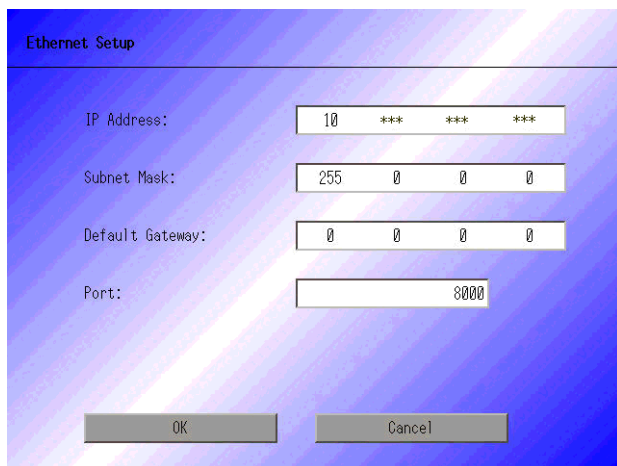 Ethernet Setup
IP Address: 10 *** *** ***
Subnet Mask: 255 0 0 0
Default Gateway: 0 0 0 0
Port: 8000
OK Cancel